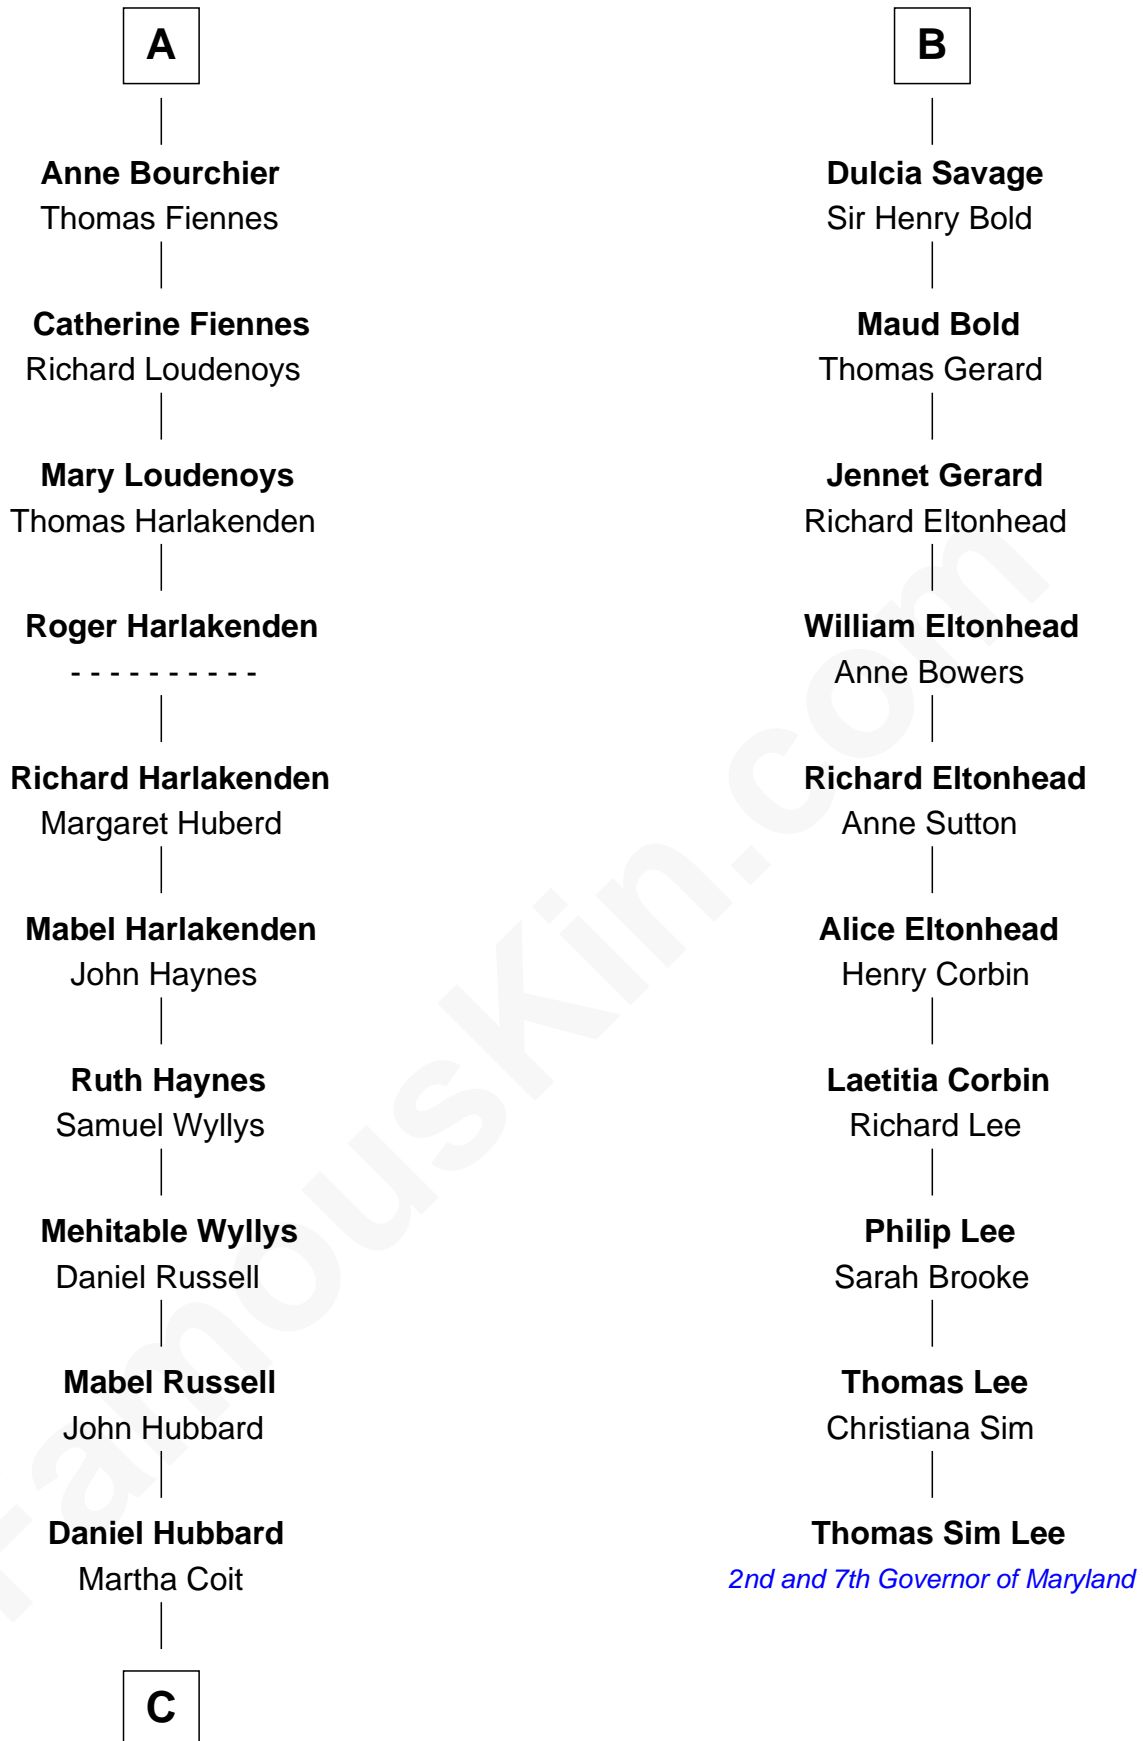 A
Anne Bourchier
Thomas Fiennes
Catherine Fiennes
Richard Loudenoys
Mary Loudenoys
Thomas Harlakenden
Roger Harlakenden
- - - - - - - - - -
Richard Harlakenden
Margaret Huberd
Mabel Harlakenden
John Haynes
Ruth Haynes
Samuel Wyllys
Mehitable Wyllys
Daniel Russell
Mabel Russell
John Hubbard
Daniel Hubbard
Martha Coit
C
B
Dulcia Savage
Sir Henry Bold
Maud Bold
Thomas Gerard
Jennet Gerard
Richard Eltonhead
William Eltonhead
Anne Bowers
Richard Eltonhead
Anne Sutton
Alice Eltonhead
Henry Corbin
Laetitia Corbin
Richard Lee
Philip Lee
Sarah Brooke
Thomas Lee
Christiana Sim
Thomas Sim Lee
2nd and 7th Governor of Maryland
FamousKin.com